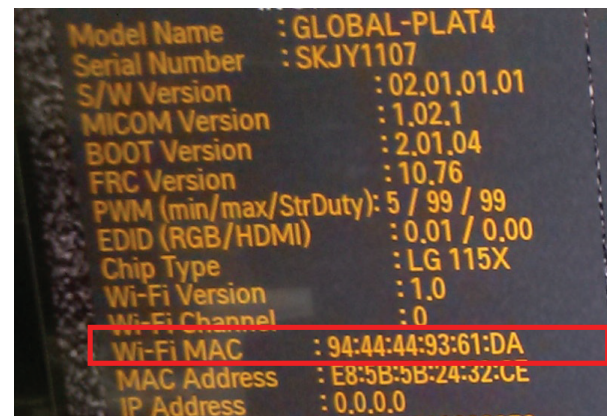 Model Name : GLOBAL-PLAT4
Serial Number : SKJY1107
S/W Version : 02.01.01.01
MICOM Version : 1.02.1
BOOT Version : 2.01.04
FRC Version : 10.76
PWM (min/max/StrDuty): 5 / 99 / 99
EDID (RGB/HDMI) : 0.01 / 0.00
Chip Type : LG 115X
Wi-Fi Version : 1.0
Wi-Fi Channel : 0
Wi-Fi MAC : 94:44:44:93:61:DA
MAC Address : E8:5B:5B:24:32:CE
IP Address : 0.0.0.0